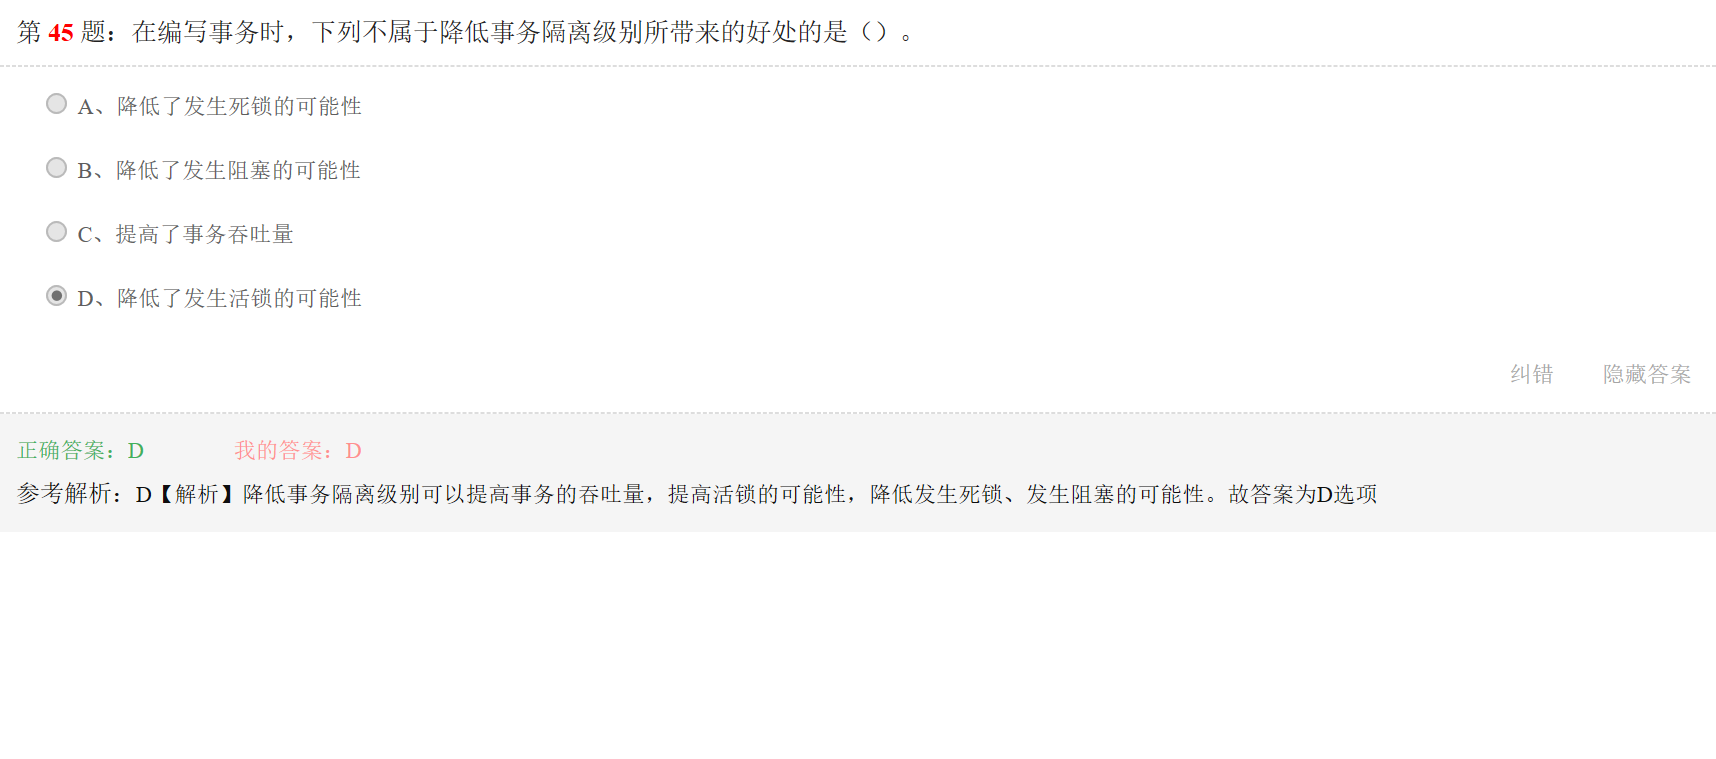 第 45 题：在编写事务时，下列不属于降低事务隔离级别所带来的好处的是（）。
A、降低了发生死锁的可能性
B、降低了发生阻塞的可能性
C、提高了事务吞吐量
D、降低了发生活锁的可能性
纠错 隐藏答案
正确答案：D 我的答案：D
参考解析：D【解析】降低事务隔离级别可以提高事务的吞吐量，提高活锁的可能性，降低发生死锁、发生阻塞的可能性。故答案为D选项